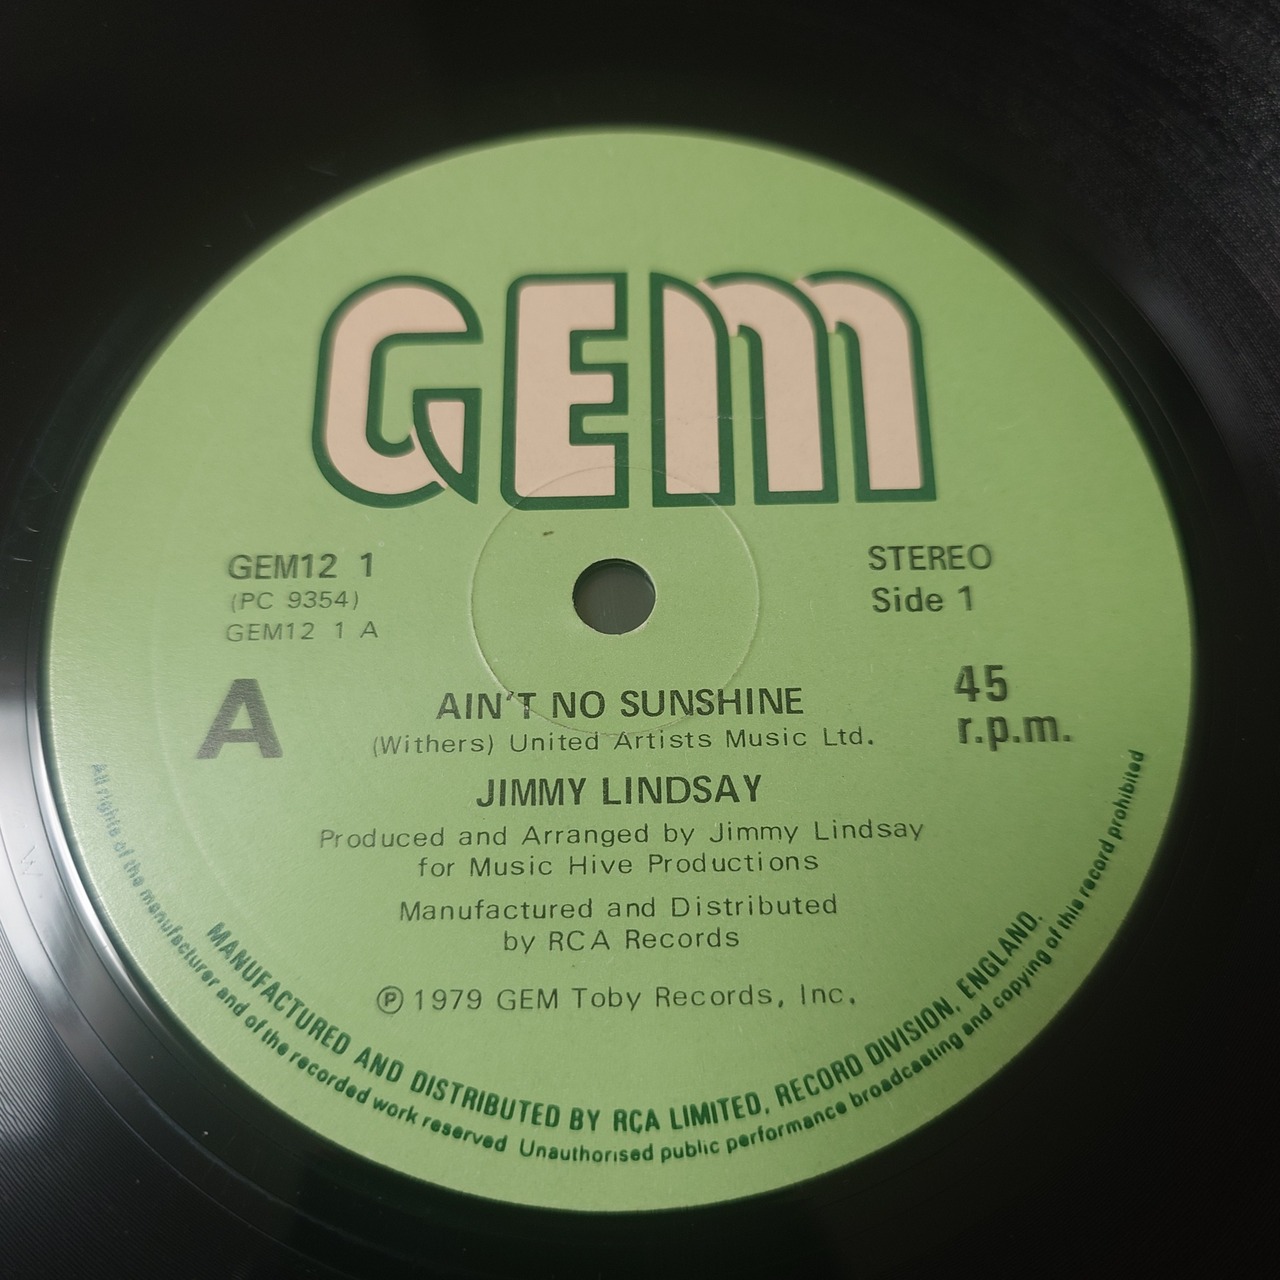 GEM
GEM12 1
(PC 9354)
GEM12 1 A
STEREO
Side 1
A
45
r.p.m.
AIN'T NO SUNSHINE
(Withers) United Artists Music Ltd.
JIMMY LINDSAY
Produced and Arranged by Jimmy Lindsay
for Music Hive Productions
Manufactured and Distributed
by RCA Records
Ⓟ 1979 GEM Toby Records, Inc.
MANUFACTURED AND DISTRIBUTED BY RCA LIMITED, RECORD DIVISION, ENGLAND.
All rights of the manufacturer and of the recorded work reserved Unauthorised public performance broadcasting and copying of this record prohibited